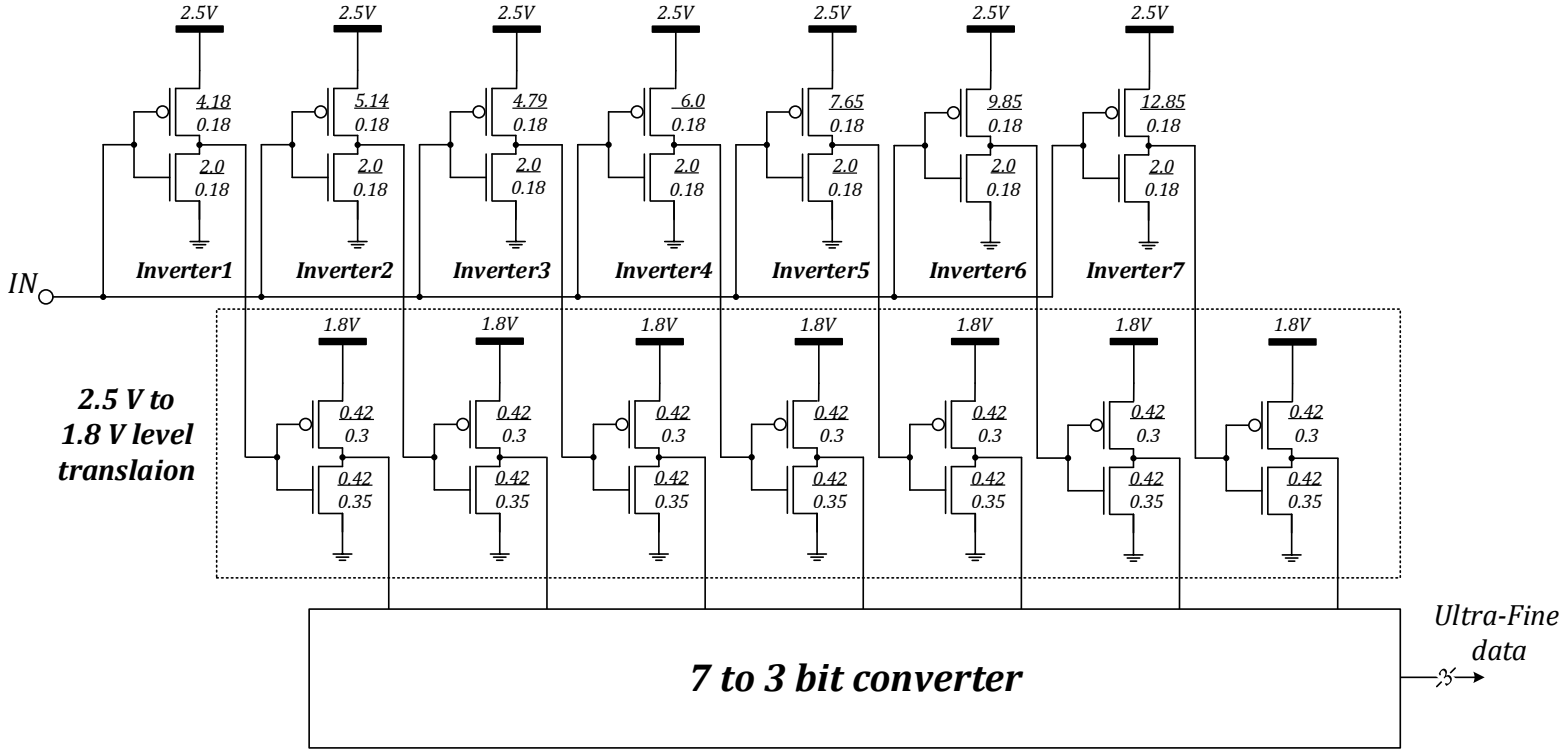 2.5V 2.5V 2.5V 2.5V 2.5V 2.5V 2.5V
4.18 5.14 4.79 6.0 7.65 9.85 12.85
0.18 0.18 0.18 0.18 0.18 0.18 0.18
2.0 2.0 2.0 2.0 2.0 2.0 2.0
0.18 0.18 0.18 0.18 0.18 0.18 0.18
Inverter1 Inverter2 Inverter3 Inverter4 Inverter5 Inverter6 Inverter7
IN
1.8V 1.8V 1.8V 1.8V 1.8V 1.8V 1.8V
2.5 V to
1.8 V level
translaion
0.42 0.42 0.42 0.42 0.42 0.42 0.42
0.3 0.3 0.3 0.3 0.3 0.3 0.3
0.42 0.42 0.42 0.42 0.42 0.42 0.42
0.35 0.35 0.35 0.35 0.35 0.35 0.35
7 to 3 bit converter
Ultra-Fine
data
3